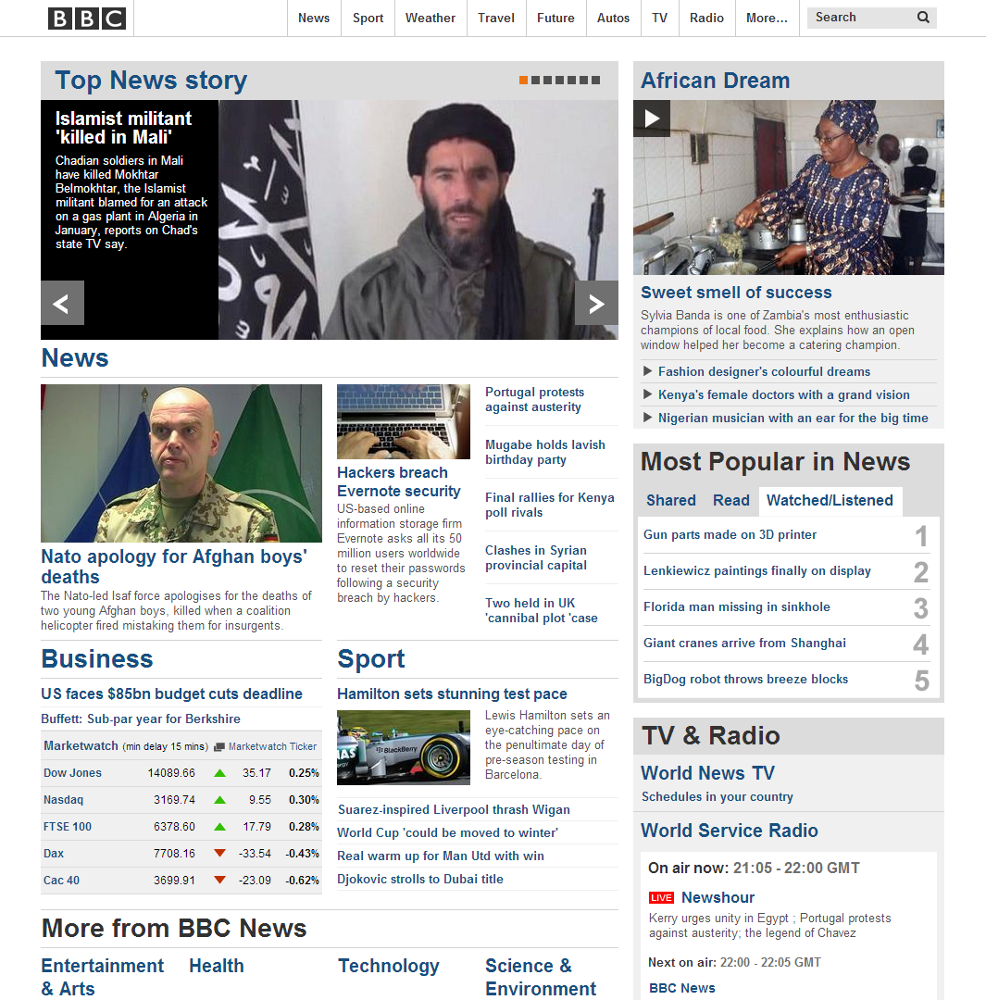 BBC
News
Sport
Weather
Travel
Future
Autos
TV
Radio
More...
Search
Top News story
Islamist militant
'killed in Mali'
Chadian soldiers in Mali
have killed Mokhtar
Belmokhtar, the Islamist
militant blamed for an attack
on a gas plant in Algeria in
January, reports on Chad's
state TV say.
News
Nato apology for Afghan boys'
deaths
The Nato-led Isaf force apologises for the deaths of
two young Afghan boys, killed when a coalition
helicopter fired mistaking them for insurgents.
Hackers breach
Evernote security
US-based online
information storage firm
Evernote asks all its 50
million users worldwide
to reset their passwords
following a security
breach by hackers.
Portugal protests
against austerity
Mugabe holds lavish
birthday party
Final rallies for Kenya
poll rivals
Clashes in Syrian
provincial capital
Two held in UK
'cannibal plot 'case
Business
US faces $85bn budget cuts deadline
Buffett: Sub-par year for Berkshire
Marketwatch (min delay 15 mins) Marketwatch Ticker
Dow Jones 14089.66 35.17 0.25%
Nasdaq 3169.74 9.55 0.30%
FTSE 100 6378.60 17.79 0.28%
Dax 7708.16 -33.54 -0.43%
Cac 40 3699.91 -23.09 -0.62%
Sport
Hamilton sets stunning test pace
BlackBerry.
Lewis Hamilton sets an
eye-catching pace on
the penultimate day of
pre-season testing in
Barcelona.
Suarez-inspired Liverpool thrash Wigan
World Cup 'could be moved to winter'
Real warm up for Man Utd with win
Djokovic strolls to Dubai title
More from BBC News
Entertainment
& Arts
Health
Technology
Science &
Environment
African Dream
Sweet smell of success
Sylvia Banda is one of Zambia's most enthusiastic
champions of local food. She explains how an open
window helped her become a catering champion.
Fashion designer's colourful dreams
Kenya's female doctors with a grand vision
Nigerian musician with an ear for the big time
Most Popular in News
Shared Read Watched/Listened
Gun parts made on 3D printer 1
Lenkiewicz paintings finally on display 2
Florida man missing in sinkhole 3
Giant cranes arrive from Shanghai 4
BigDog robot throws breeze blocks 5
TV & Radio
World News TV
Schedules in your country
World Service Radio
On air now: 21:05 - 22:00 GMT
LIVE Newshour
Kerry urges unity in Egypt ; Portugal protests
against austerity; the legend of Chavez
Next on air: 22:00 - 22:05 GMT
BBC News